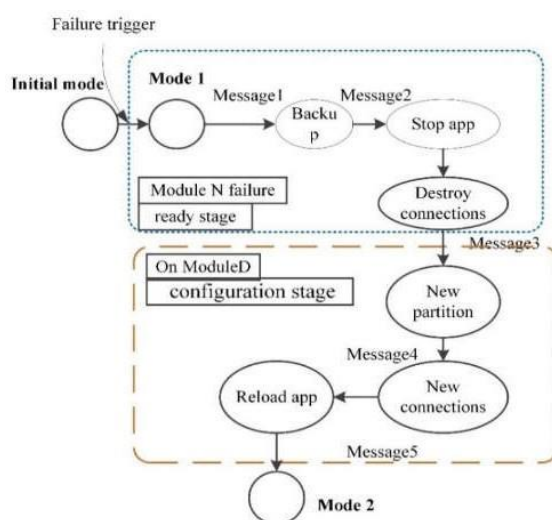 Failure trigger
Initial mode
Mode 1
Message1
Message2
Backu
p
Stop app
Module N failure
ready stage
Destroy
connections
Message3
On ModuleD
configuration stage
New
partition
Message4
Reload app
New
connections
Message5
Mode 2